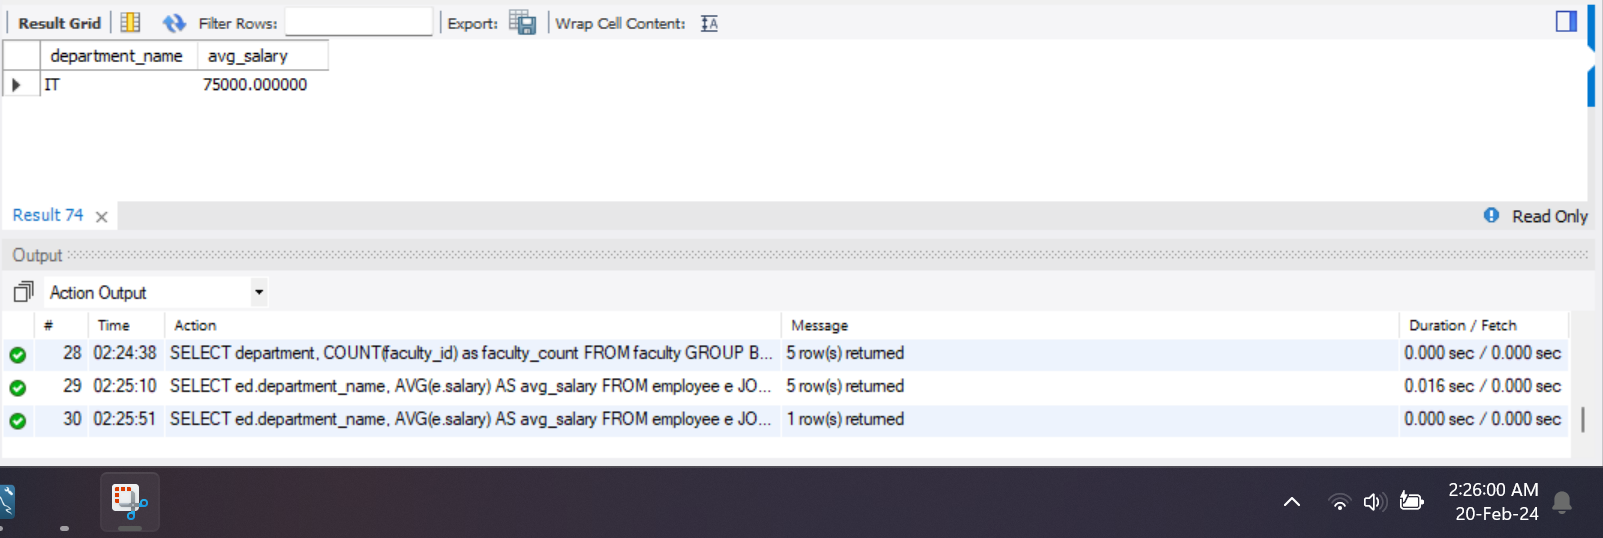 Result Grid Filter Rows: Export: Wrap Cell Content: IA
department_name avg_salary
IT 75000.000000
Result 74 Read Only
Output
Action Output
# Time Action Message Duration / Fetch
28 02:24:38 SELECT department, COUNT(faculty_id) as faculty_count FROM faculty GROUP B... 5 row(s) returned 0.000 sec / 0.000 sec
29 02:25:10 SELECT ed.department_name, AVG(e.salary) AS avg_salary FROM employee e JO... 5 row(s) returned 0.016 sec / 0.000 sec
30 02:25:51 SELECT ed.department_name, AVG(e.salary) AS avg_salary FROM employee e JO... 1 row(s) returned 0.000 sec / 0.000 sec
2:26:00 AM
20-Feb-24